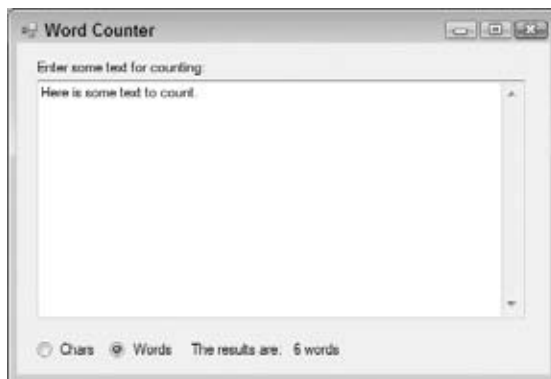 Word Counter
Enter some text for counting:
Here is some text to count.
Chars Words The results are: 6 words